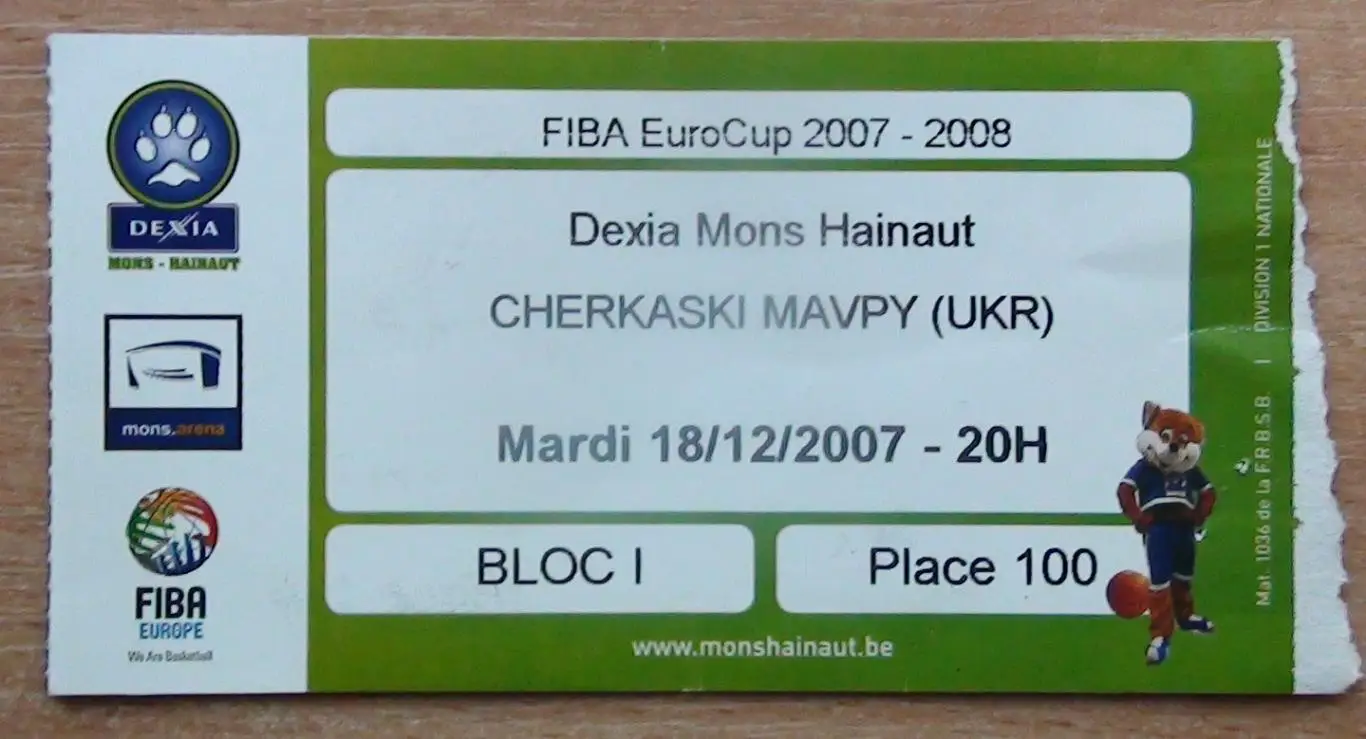 DEXIA
MONS - HAINAUT
mons.arena
FIBA
EUROPE
We Are Basketball
FIBA EuroCup 2007 - 2008
Dexia Mons Hainaut
CHERKASKI MAVPY (UKR)
Mardi 18/12/2007 - 20H
BLOC I
Place 100
www.monshainaut.be
Mat. 1036 de la F.R.B.S.B. | DIVISION 1 NATIONALE